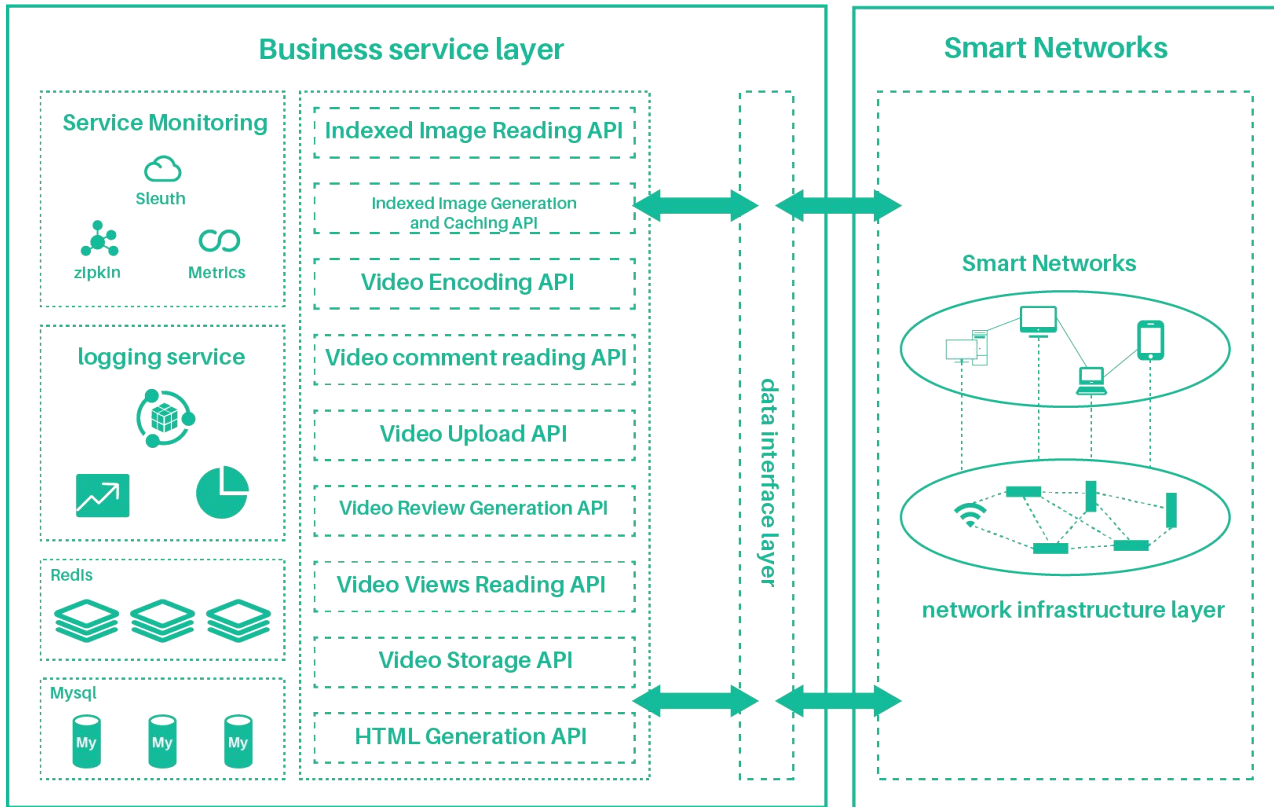 Business service layer
Service Monitoring
Sleuth
zipkin
Metrics
logging service
Redis
Mysql
My
My
My
Indexed Image Reading API
Indexed Image Generation
and Caching API
Video Encoding API
Video comment reading API
Video Upload API
Video Review Generation API
Video Views Reading API
Video Storage API
HTML Generation API
data interface layer
Smart Networks
Smart Networks
network infrastructure layer